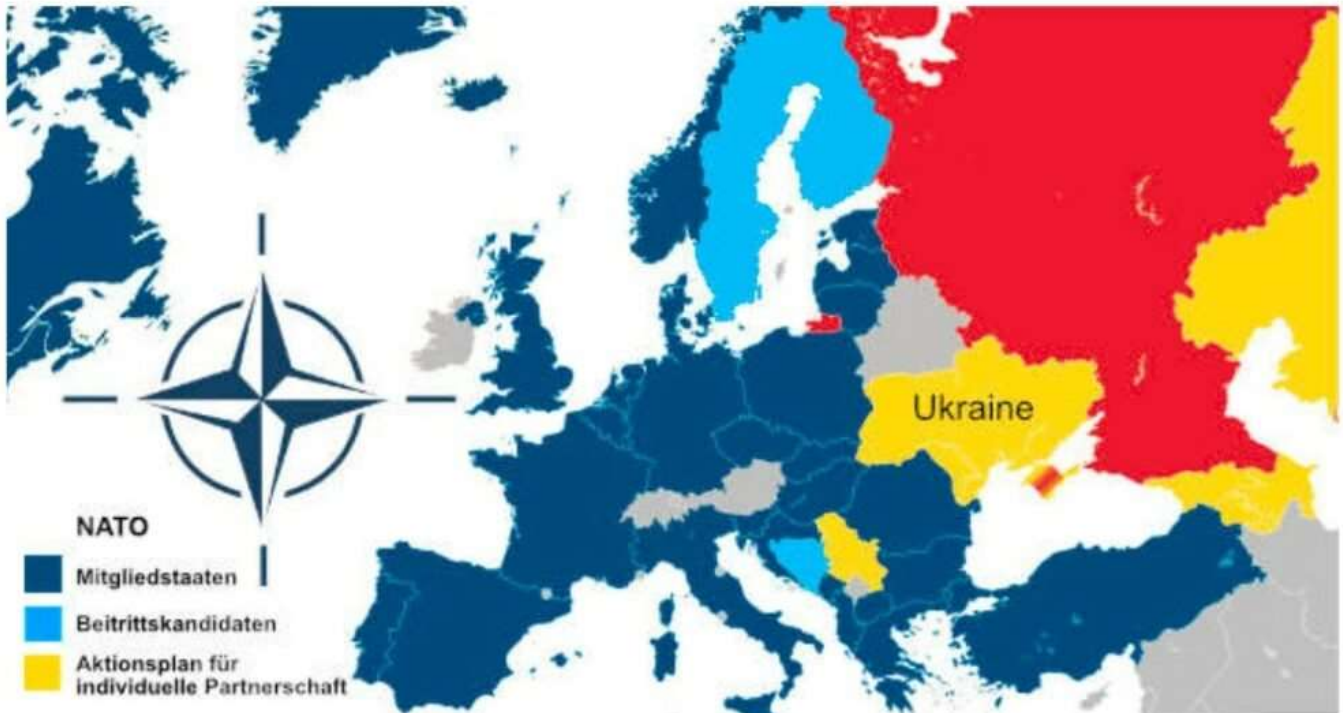 Ukraine
NATO
Mitgliedstaaten
Beitrittskandidaten
Aktionsplan für
individuelle Partnerschaft